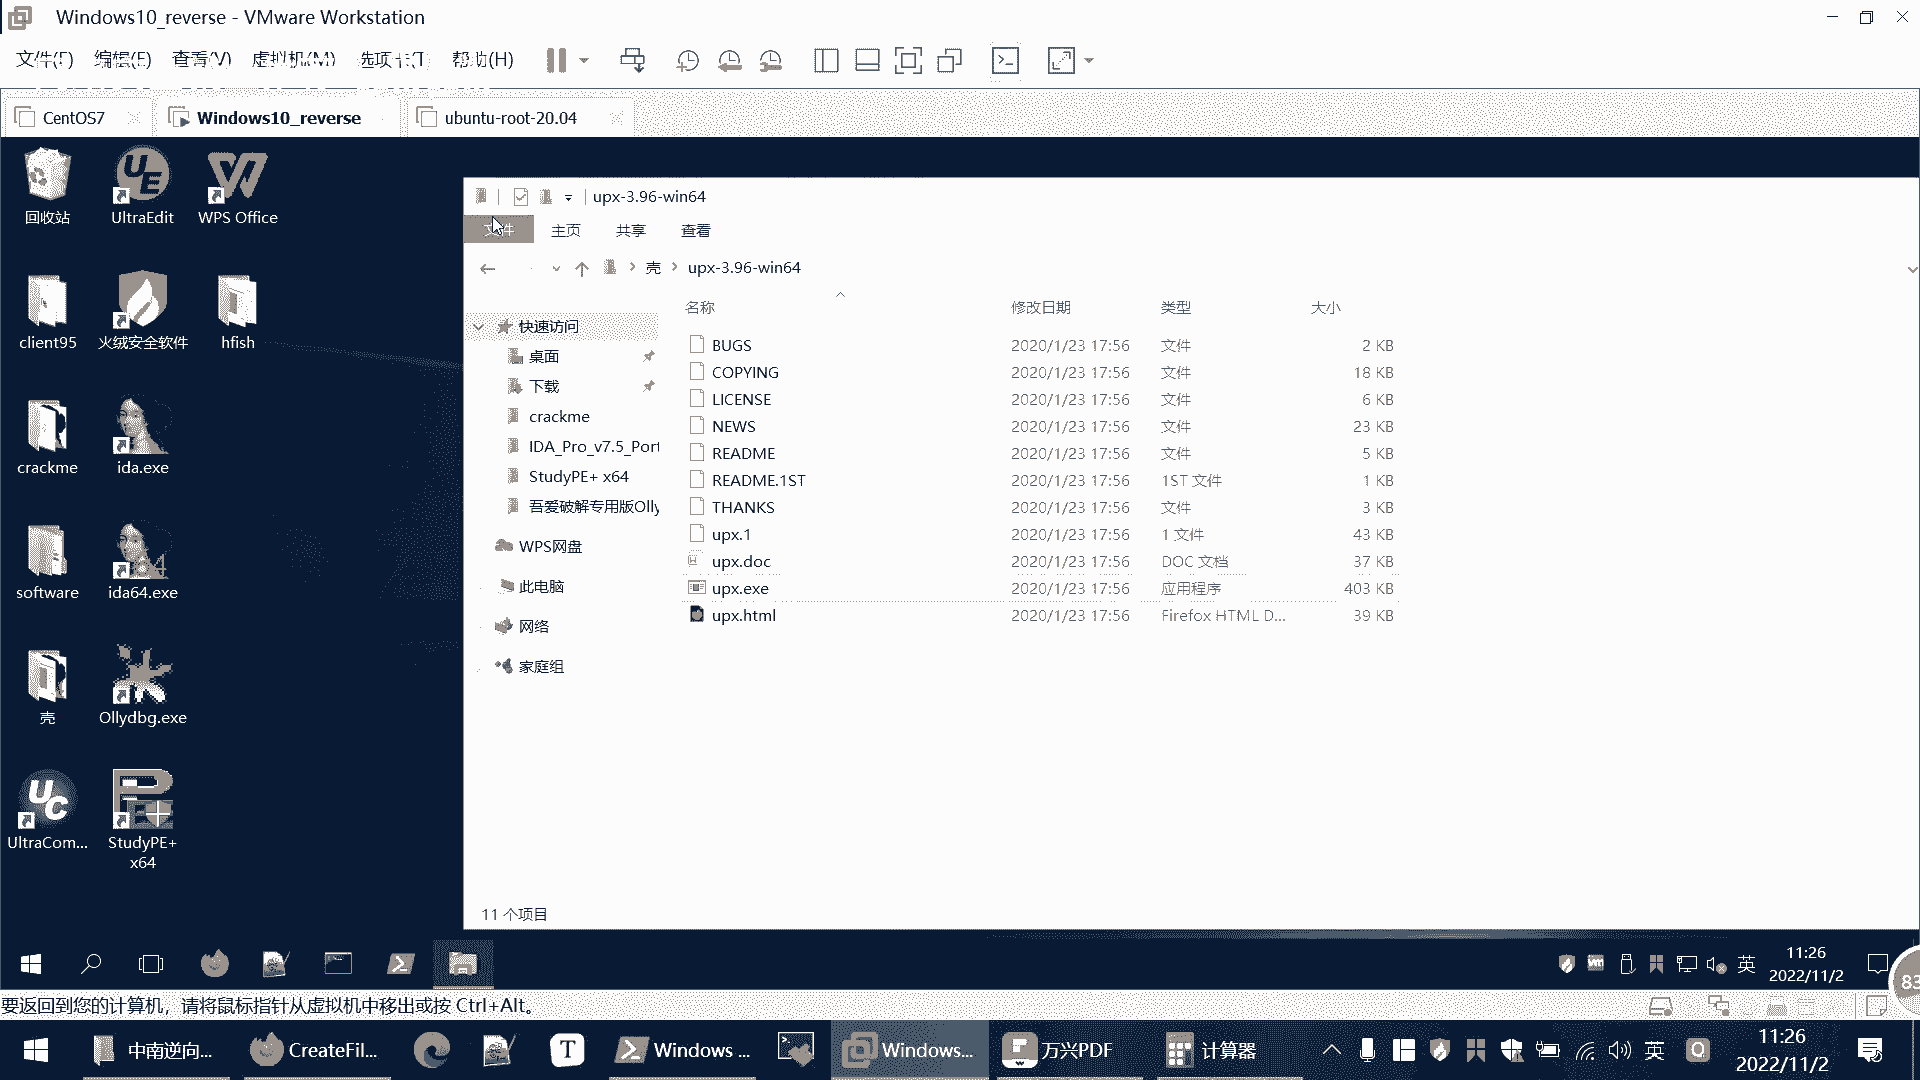 Windows10_reverse - VMware Workstation
文件(F) 编辑(E) 查看(V) 虚拟机(M) 选项卡(T) 帮助(H)
CentOS7
Windows10_reverse
ubuntu-root-20.04
回收站
UltraEdit
WPS Office
client95
火绒安全软件
hfish
crackme
ida.exe
software
ida64.exe
壳
Ollydbg.exe
UltraCom...
StudyPE+
x64
upx-3.96-win64
文件 主页 共享 查看
壳 upx-3.96-win64
快速访问
桌面
下载
crackme
IDA_Pro_v7.5_Port
StudyPE+ x64
吾爱破解专用版Olly
WPS网盘
此电脑
网络
家庭组
名称 修改日期 类型 大小
BUGS 2020/1/23 17:56 文件 2 KB
COPYING 2020/1/23 17:56 文件 18 KB
LICENSE 2020/1/23 17:56 文件 6 KB
NEWS 2020/1/23 17:56 文件 23 KB
README 2020/1/23 17:56 文件 5 KB
README.1ST 2020/1/23 17:56 1ST 文件 1 KB
THANKS 2020/1/23 17:56 文件 3 KB
upx.1 2020/1/23 17:56 1 文件 43 KB
upx.doc 2020/1/23 17:56 DOC 文档 37 KB
upx.exe 2020/1/23 17:56 应用程序 403 KB
upx.html 2020/1/23 17:56 Firefox HTML D... 39 KB
11 个项目
英
11:26
2022/11/2
83
要返回到您的计算机，请将鼠标指针从虚拟机中移出或按 Ctrl+Alt。
中南逆向...
CreateFil...
Windows ...
Windows...
万兴PDF
计算器
英
11:26
2022/11/2